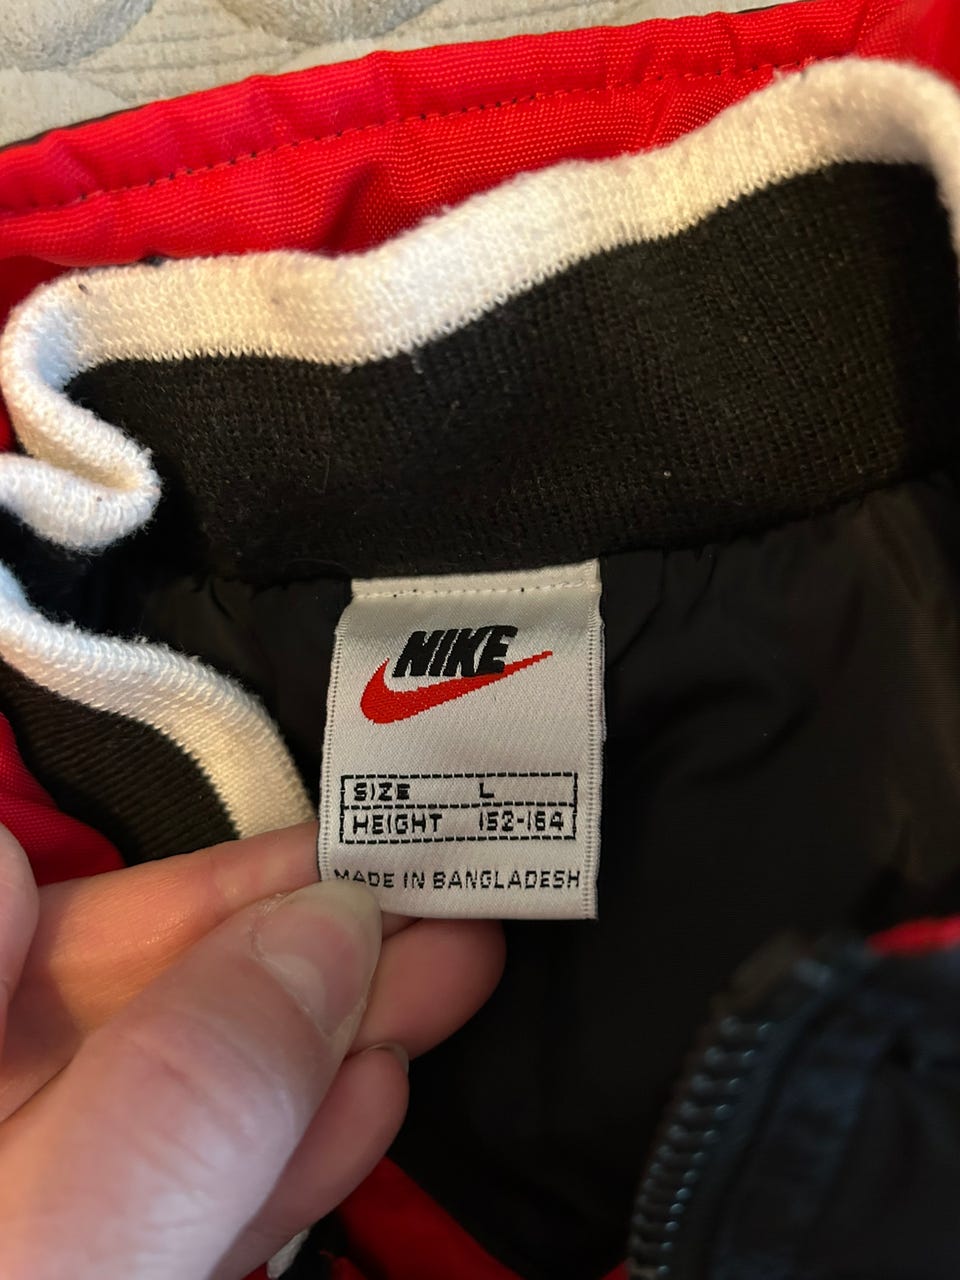 NIKE
SIZE L
HEIGHT 152-164
MADE IN BANGLADESH